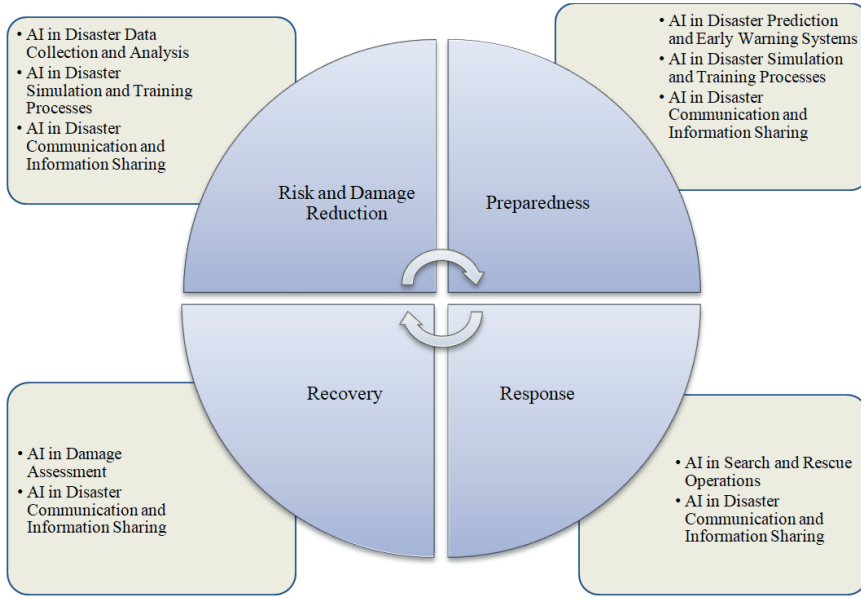 • AI in Disaster Data
Collection and Analysis
• AI in Disaster
Simulation and Training
Processes
• AI in Disaster
Communication and
Information Sharing
• AI in Disaster Prediction
and Early Warning Systems
• AI in Disaster Simulation
and Training Processes
• AI in Disaster
Communication and
Information Sharing
Risk and Damage
Reduction
Preparedness
Recovery
Response
• AI in Damage
Assessment
• AI in Disaster
Communication and
Information Sharing
• AI in Search and Rescue
Operations
• AI in Disaster
Communication and
Information Sharing